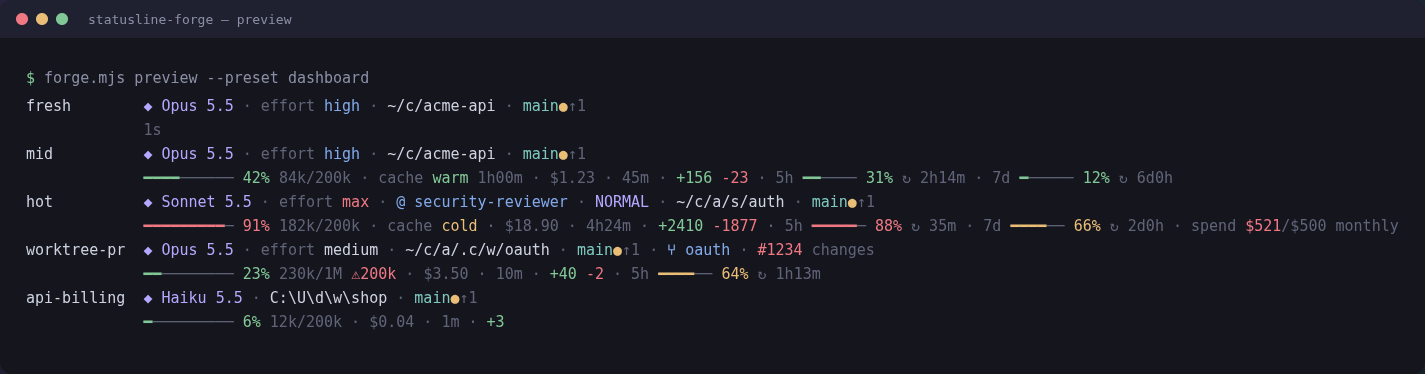 statusline-forge — preview
$ forge.mjs preview --preset dashboard
fresh ◆ Opus 5.5 · effort high · ~/c/acme-api · main●↑1
1s
mid ◆ Opus 5.5 · effort high · ~/c/acme-api · main●↑1
━━━━────── 42% 84k/200k · cache warm 1h00m · $1.23 · 45m · +156 -23 · 5h ━━──── 31% ↻ 2h14m · 7d ━───── 12% ↻ 6d0h
hot ◆ Sonnet 5.5 · effort max · @ security-reviewer · NORMAL · ~/c/a/s/auth · main●↑1
━━━━━━━━━─ 91% 182k/200k · cache cold · $18.90 · 4h24m · +2410 -1877 · 5h ━━━━━─ 88% ↻ 35m · 7d ━━━━── 66% ↻ 2d0h · spend $521/$500 monthly
worktree-pr ◆ Opus 5.5 · effort medium · ~/c/a/.c/w/oauth · main●↑1 · ⑂ oauth · #1234 changes
━━──────── 23% 230k/1M ⚠200k · $3.50 · 10m · +40 -2 · 5h ━━━━── 64% ↻ 1h13m
api-billing ◆ Haiku 5.5 · C:\U\d\w\shop · main●↑1
━───────── 6% 12k/200k · $0.04 · 1m · +3